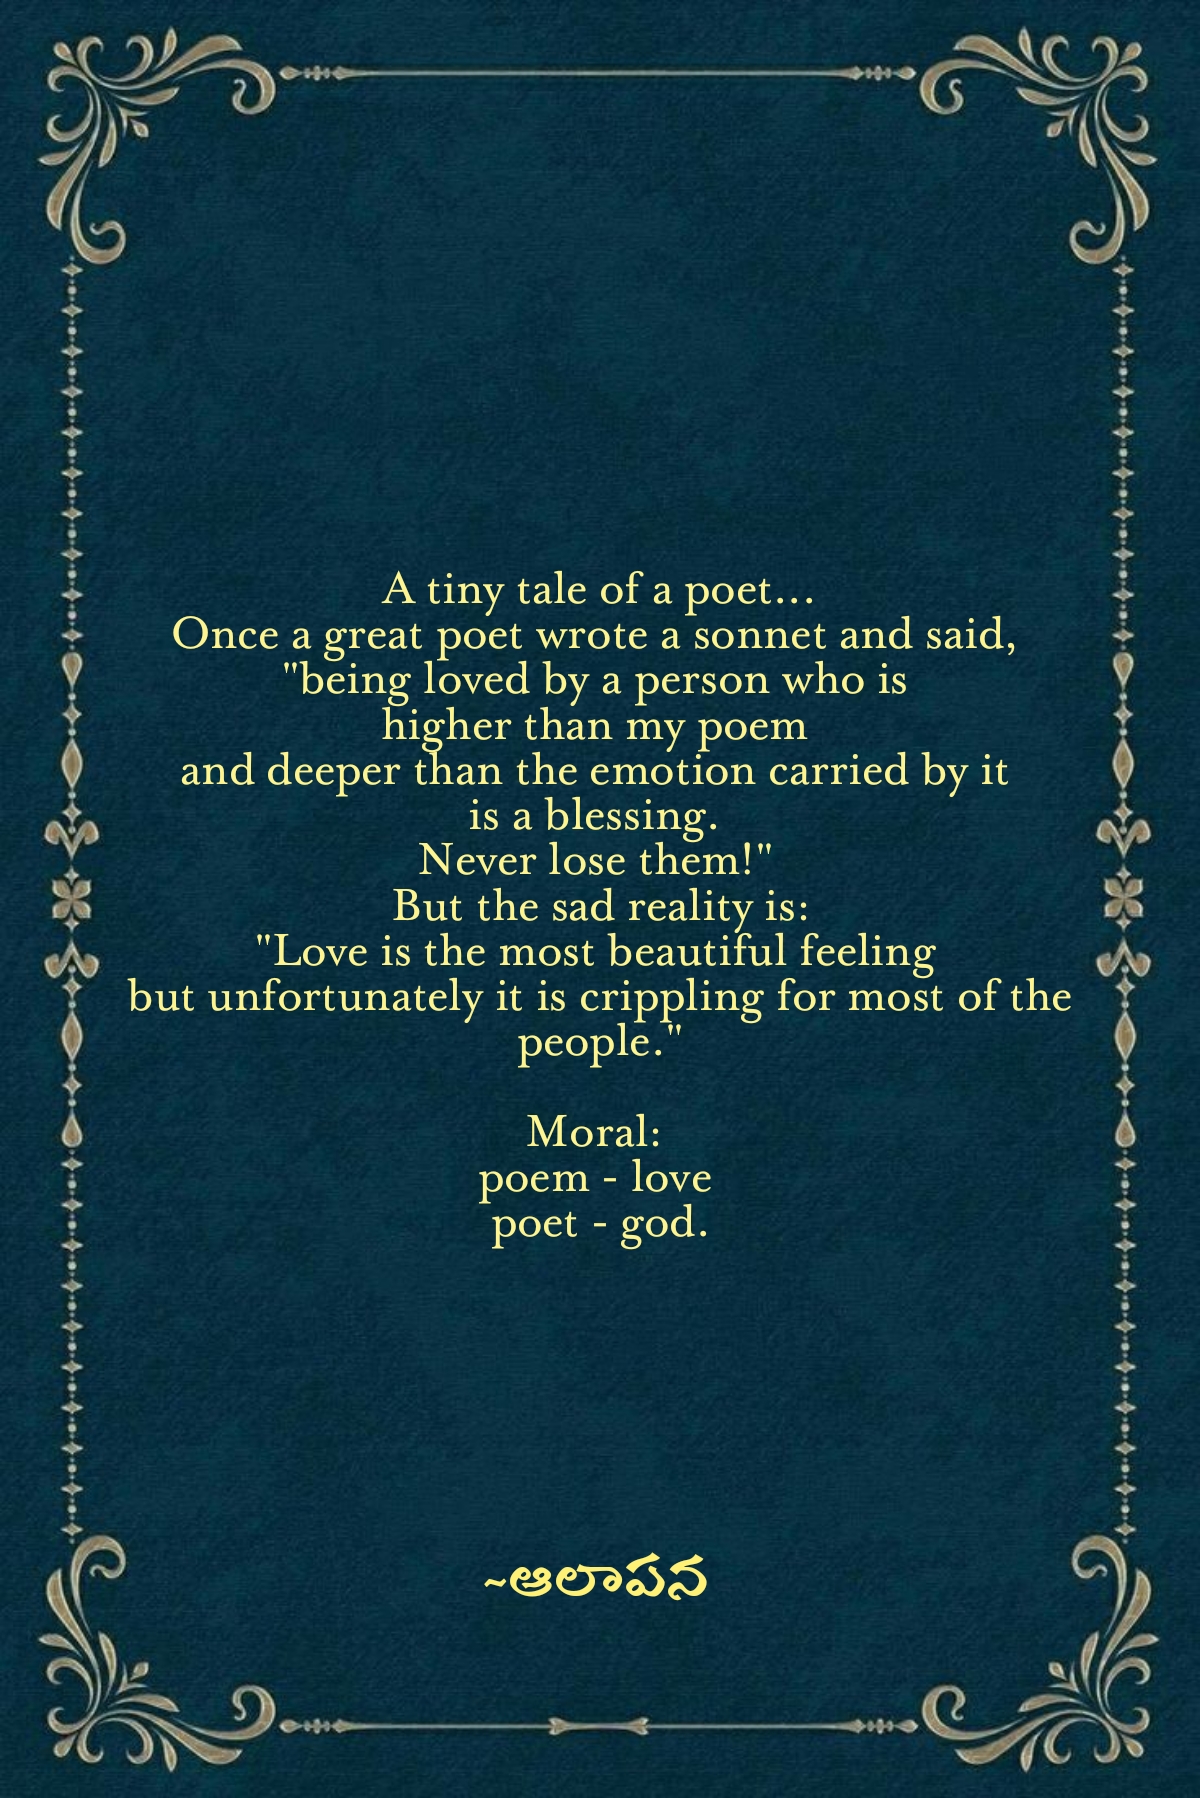 A tiny tale of a poet...
Once a great poet wrote a sonnet and said,
"being loved by a person who is
higher than my poem
and deeper than the emotion carried by it
is a blessing.
Never lose them!"
But the sad reality is:
"Love is the most beautiful feeling
but unfortunately it is crippling for most of the
people."
Moral:
poem - love
poet - god.
~ఆలాపన